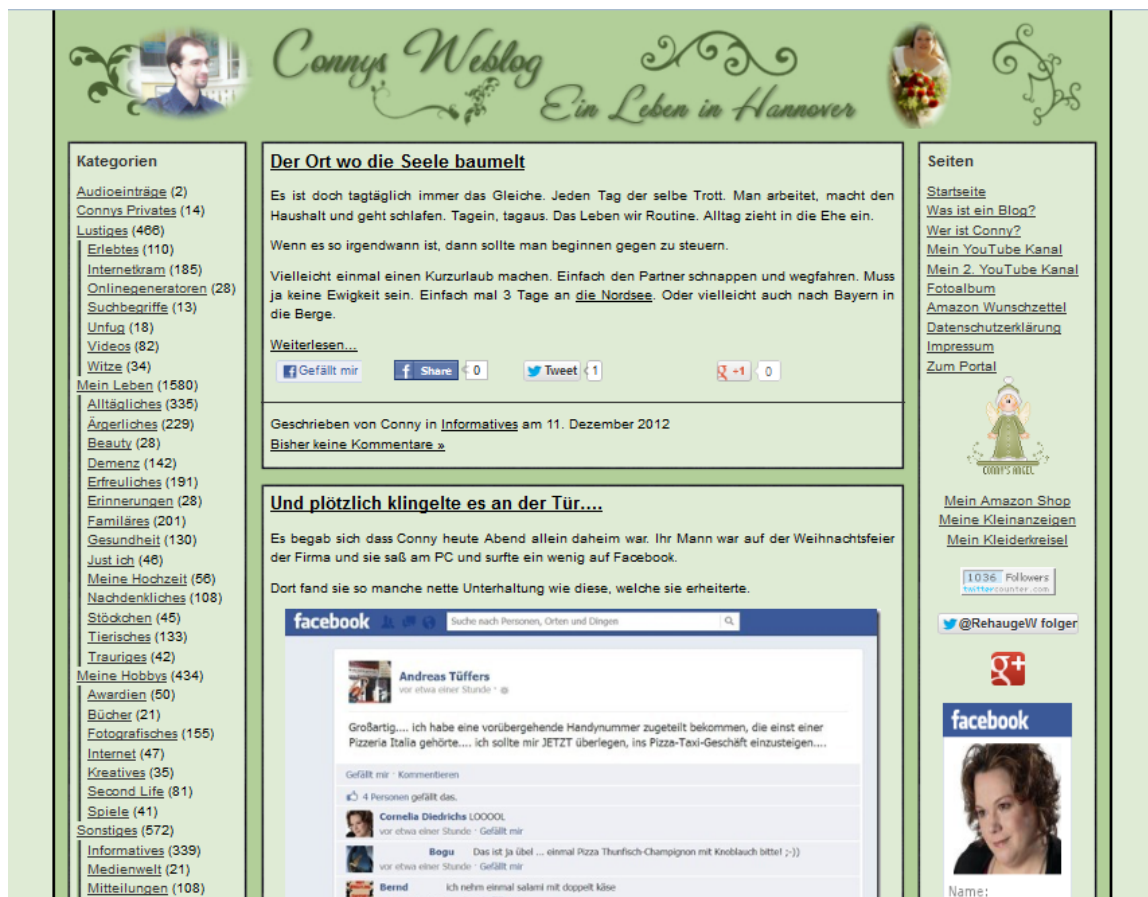 Connys Weblog
Ein Leben in Hannover
Kategorien
Audioeinträge (2)
Connys Privates (14)
Lustiges (466)
Erlebtes (110)
Internetkram (185)
Onlinegeneratoren (28)
Suchbegriffe (13)
Unfug (18)
Videos (82)
Witze (34)
Mein Leben (1580)
Alltägliches (335)
Ärgerliches (229)
Beauty (28)
Demenz (142)
Erfreuliches (191)
Erinnerungen (28)
Familäres (201)
Gesundheit (130)
Just ich (46)
Meine Hochzeit (56)
Nachdenkliches (108)
Stöckchen (45)
Tierisches (133)
Trauriges (42)
Meine Hobbys (434)
Awardien (50)
Bücher (21)
Fotografisches (155)
Internet (47)
Kreatives (35)
Second Life (81)
Spiele (41)
Sonstiges (572)
Informatives (339)
Medienwelt (21)
Mitteilungen (108)
Der Ort wo die Seele baumelt
Es ist doch tagtäglich immer das Gleiche. Jeden Tag der selbe Trott. Man arbeitet, macht den
Haushalt und geht schlafen. Tagein, tagaus. Das Leben wir Routine. Alltag zieht in die Ehe ein.
Wenn es so irgendwann ist, dann sollte man beginnen gegen zu steuern.
Vielleicht einmal einen Kurzurlaub machen. Einfach den Partner schnappen und wegfahren. Muss
ja keine Ewigkeit sein. Einfach mal 3 Tage an die Nordsee. Oder vielleicht auch nach Bayern in
die Berge.
Weiterlesen...
Gefällt mir
f Share 0
Tweet 1
g +1 0
Geschrieben von Conny in Informatives am 11. Dezember 2012
Bisher keine Kommentare »
Und plötzlich klingelte es an der Tür....
Es begab sich dass Conny heute Abend allein daheim war. Ihr Mann war auf der Weihnachtsfeier
der Firma und sie saß am PC und surfte ein wenig auf Facebook.
Dort fand sie so manche nette Unterhaltung wie diese, welche sie erheiterte.
facebook
Suche nach Personen, Orten und Dingen
Andreas Tüffers
vor etwa einer Stunde ·
Großartig.... ich habe eine vorübergehende Handynummer zugeteilt bekommen, die einst einer
Pizzeria Italia gehörte.... ich sollte mir JETZT überlegen, ins Pizza-Taxi-Geschäft einzusteigen....
Gefällt mir · Kommentieren
4 Personen gefällt das.
Cornelia Diedrichs LOOOOL
vor etwa einer Stunde · Gefällt mir
Bogu Das ist ja übel ... einmal Pizza Thunfisch-Champignon mit Knoblauch bitte! ;-))
vor etwa einer Stunde · Gefällt mir
Bernd ich nehm einmal salami mit doppelt käse
Seiten
Startseite
Was ist ein Blog?
Wer ist Conny?
Mein YouTube Kanal
Mein 2. YouTube Kanal
Fotoalbum
Amazon Wunschzettel
Datenschutzerklärung
Impressum
Zum Portal
CONNY'S ANGEL
Mein Amazon Shop
Meine Kleinanzeigen
Mein Kleiderkreisel
1036 Followers
twittercounter.com
@RehaugeW folgen
g+
facebook
Name: